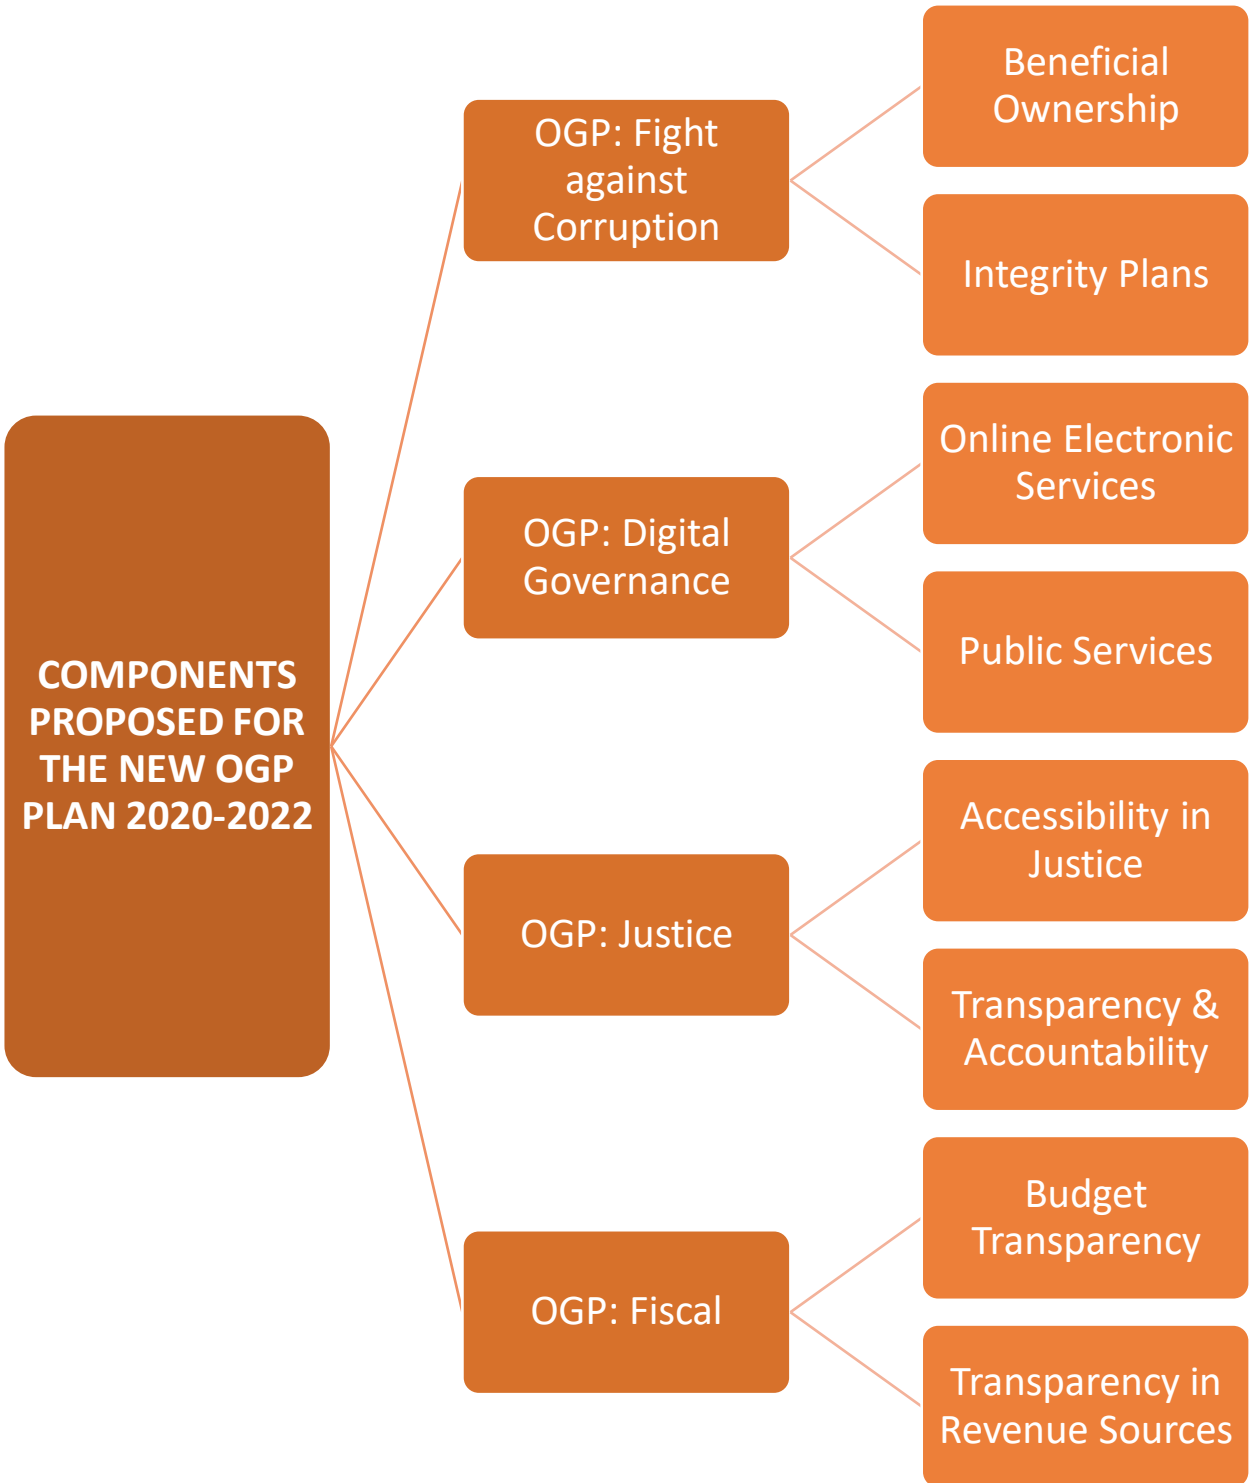 COMPONENTS
PROPOSED FOR
THE NEW OGP
PLAN 2020-2022
OGP: Fight
against
Corruption
Beneficial
Ownership
Integrity Plans
OGP: Digital
Governance
Online Electronic
Services
Public Services
OGP: Justice
Accessibility in
Justice
Transparency &
Accountability
OGP: Fiscal
Budget
Transparency
Transparency in
Revenue Sources